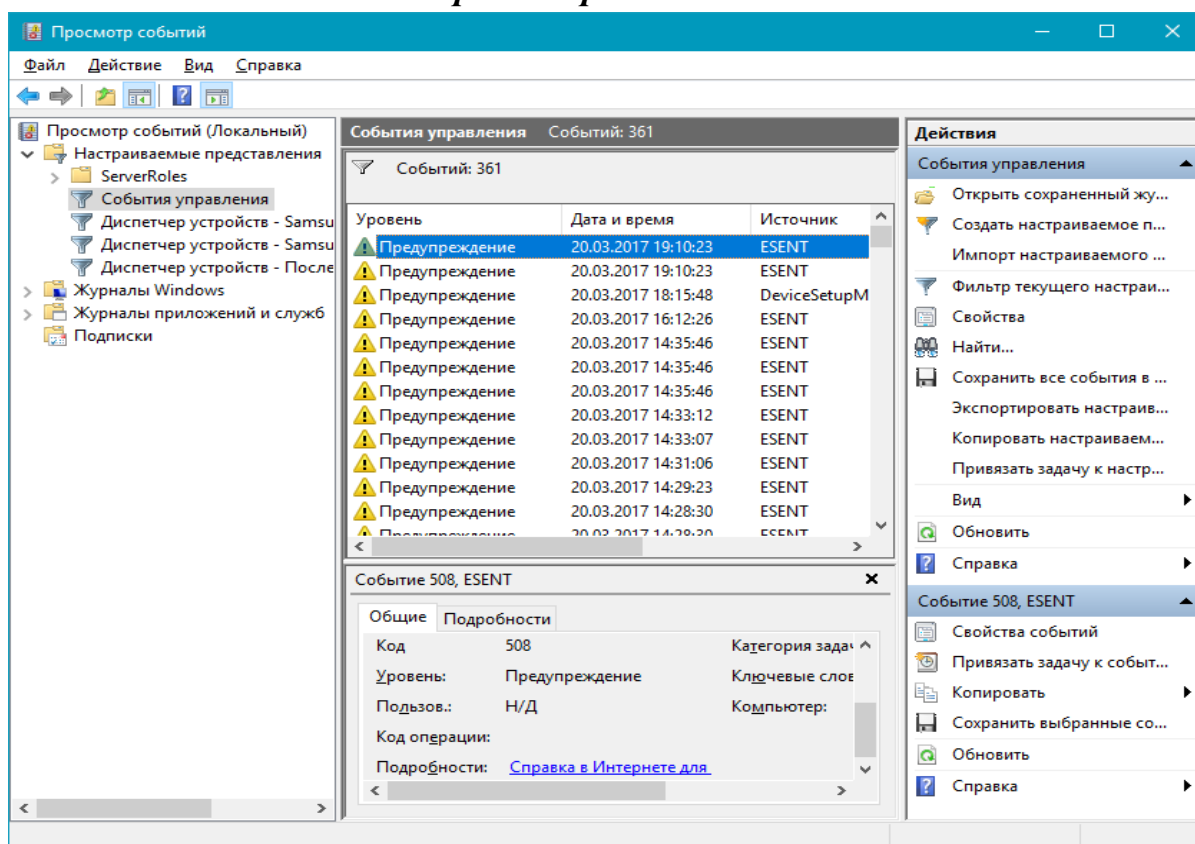 Просмотр событий
Файл Действие Вид Справка
Просмотр событий (Локальный)
Настраиваемые представления
ServerRoles
События управления
Диспетчер устройств - Samsu
Диспетчер устройств - Samsu
Диспетчер устройств - После
Журналы Windows
Журналы приложений и служб
Подписки
События управления Событий: 361
Событий: 361
Уровень Дата и время Источник
Предупреждение 20.03.2017 19:10:23 ESENT
Предупреждение 20.03.2017 19:10:23 ESENT
Предупреждение 20.03.2017 18:15:48 DeviceSetupM
Предупреждение 20.03.2017 16:12:26 ESENT
Предупреждение 20.03.2017 14:35:46 ESENT
Предупреждение 20.03.2017 14:35:46 ESENT
Предупреждение 20.03.2017 14:35:46 ESENT
Предупреждение 20.03.2017 14:33:12 ESENT
Предупреждение 20.03.2017 14:33:07 ESENT
Предупреждение 20.03.2017 14:31:06 ESENT
Предупреждение 20.03.2017 14:29:23 ESENT
Предупреждение 20.03.2017 14:28:30 ESENT
Предупреждение 20.03.2017 14:28:30 ESENT
Событие 508, ESENT
Общие Подробности
Код 508 Категория задач
Уровень: Предупреждение Ключевые слов
Пользов.: Н/Д Компьютер:
Код операции:
Подробности: Справка в Интернете для
Действия
События управления
Открыть сохраненный жу...
Создать настраиваемое п...
Импорт настраиваемого ...
Фильтр текущего настраи...
Свойства
Найти...
Сохранить все события в ...
Экспортировать настраив...
Копировать настраиваем...
Привязать задачу к настр...
Вид
Обновить
Справка
Событие 508, ESENT
Свойства событий
Привязать задачу к событ...
Копировать
Сохранить выбранные со...
Обновить
Справка